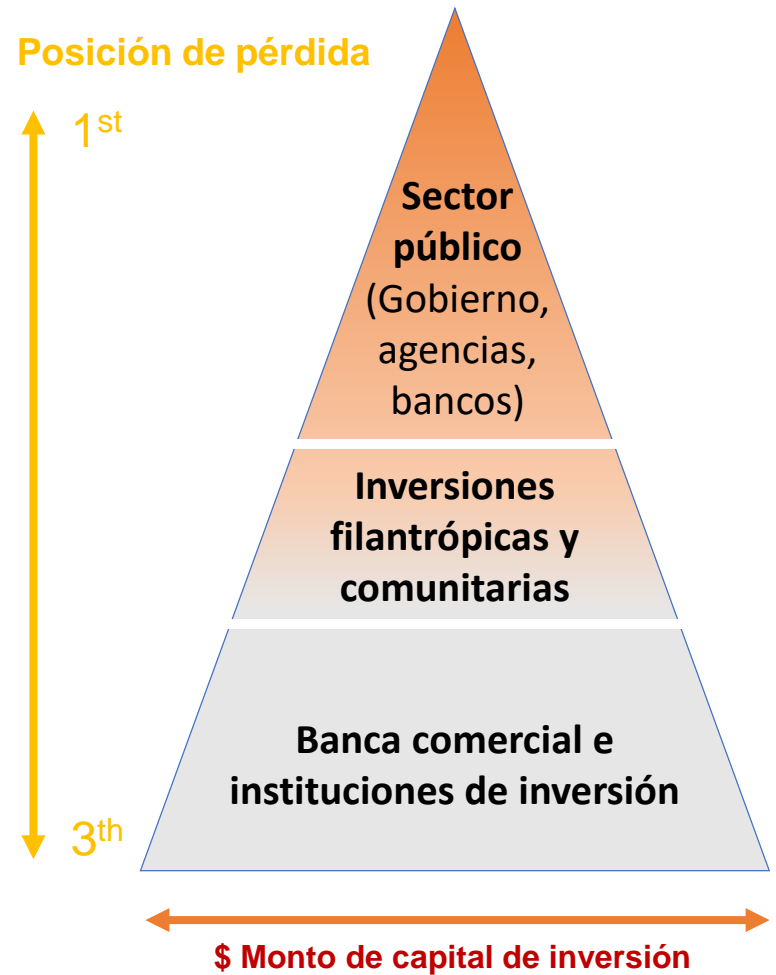 Posición de pérdida
1st
Sector
público
(Gobierno,
agencias,
bancos)
Inversiones
filantrópicas y
comunitarias
Banca comercial e
instituciones de inversión
3th
$ Monto de capital de inversión